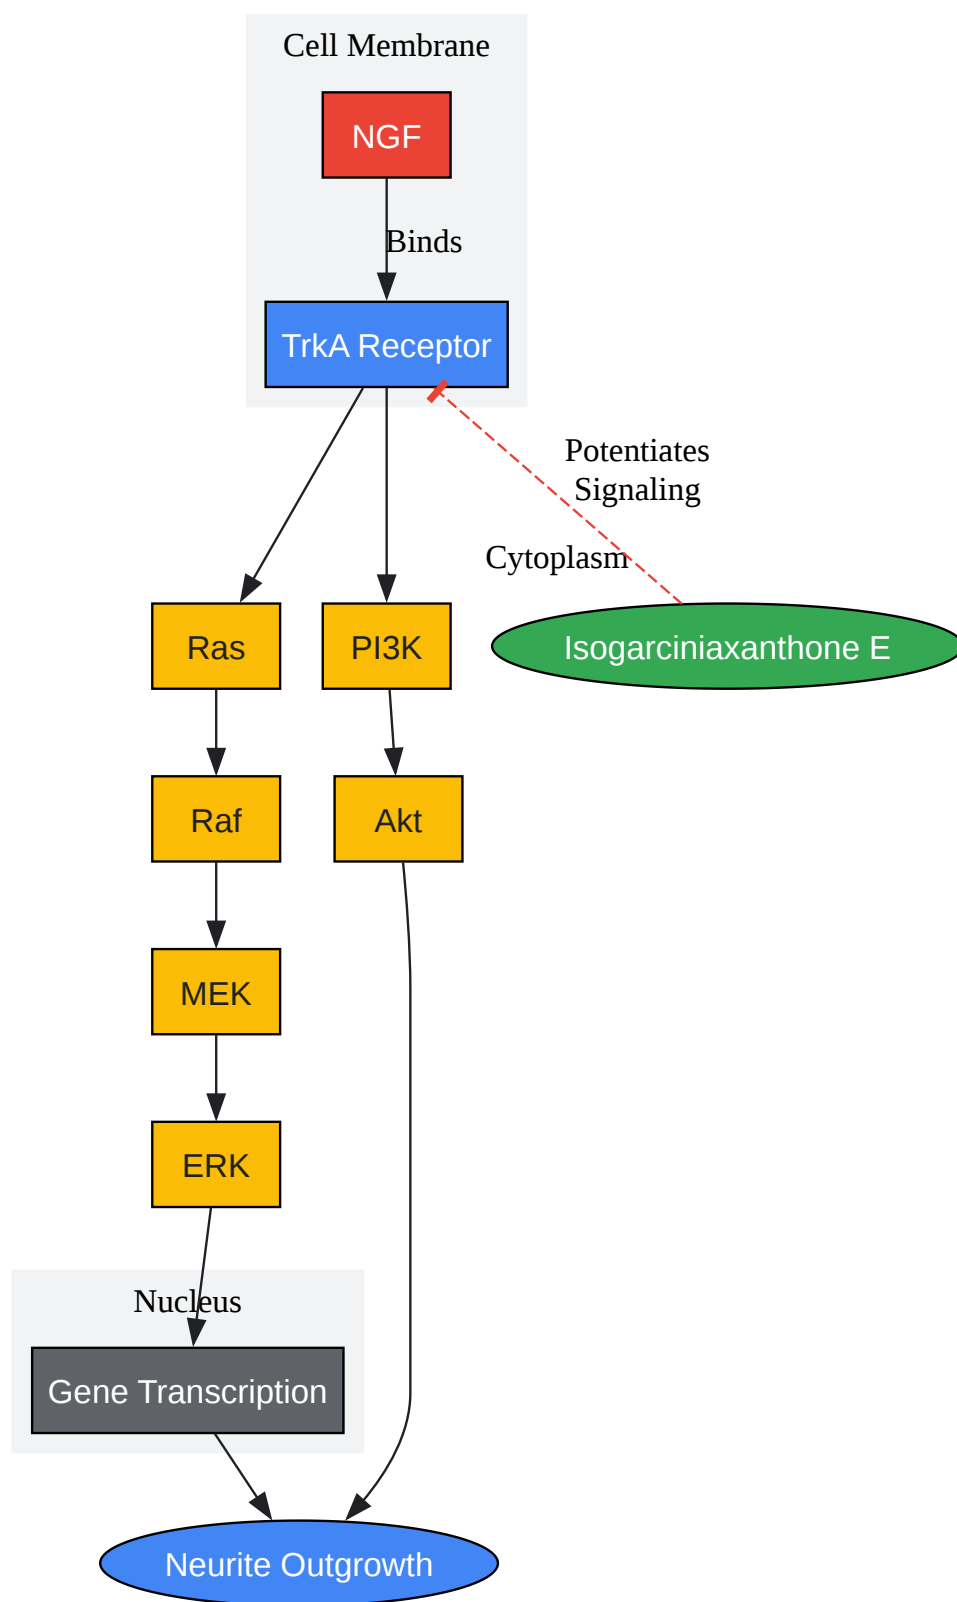 Cell Membrane
NGF
Binds
TrkA Receptor
Potentiates
Signaling
Cytoplasm
Ras
PI3K
Isogarciniaxanthone E
Raf
Akt
MEK
ERK
Nucleus
Gene Transcription
Neurite Outgrowth